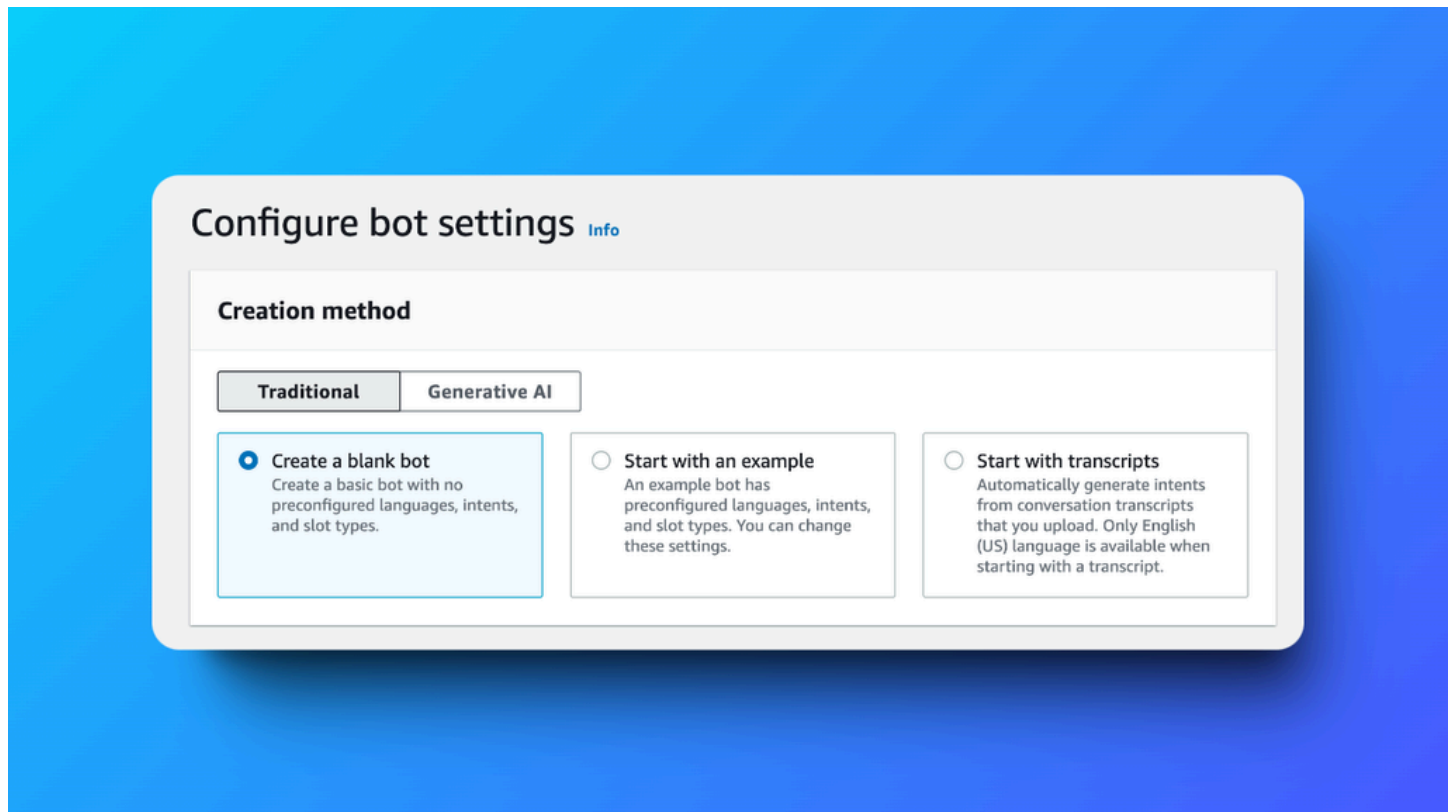 Configure bot settings Info
Creation method
Traditional Generative AI
Create a blank bot
Create a basic bot with no
preconfigured languages, intents,
and slot types.
Start with an example
An example bot has
preconfigured languages, intents,
and slot types. You can change
these settings.
Start with transcripts
Automatically generate intents
from conversation transcripts
that you upload. Only English
(US) language is available when
starting with a transcript.